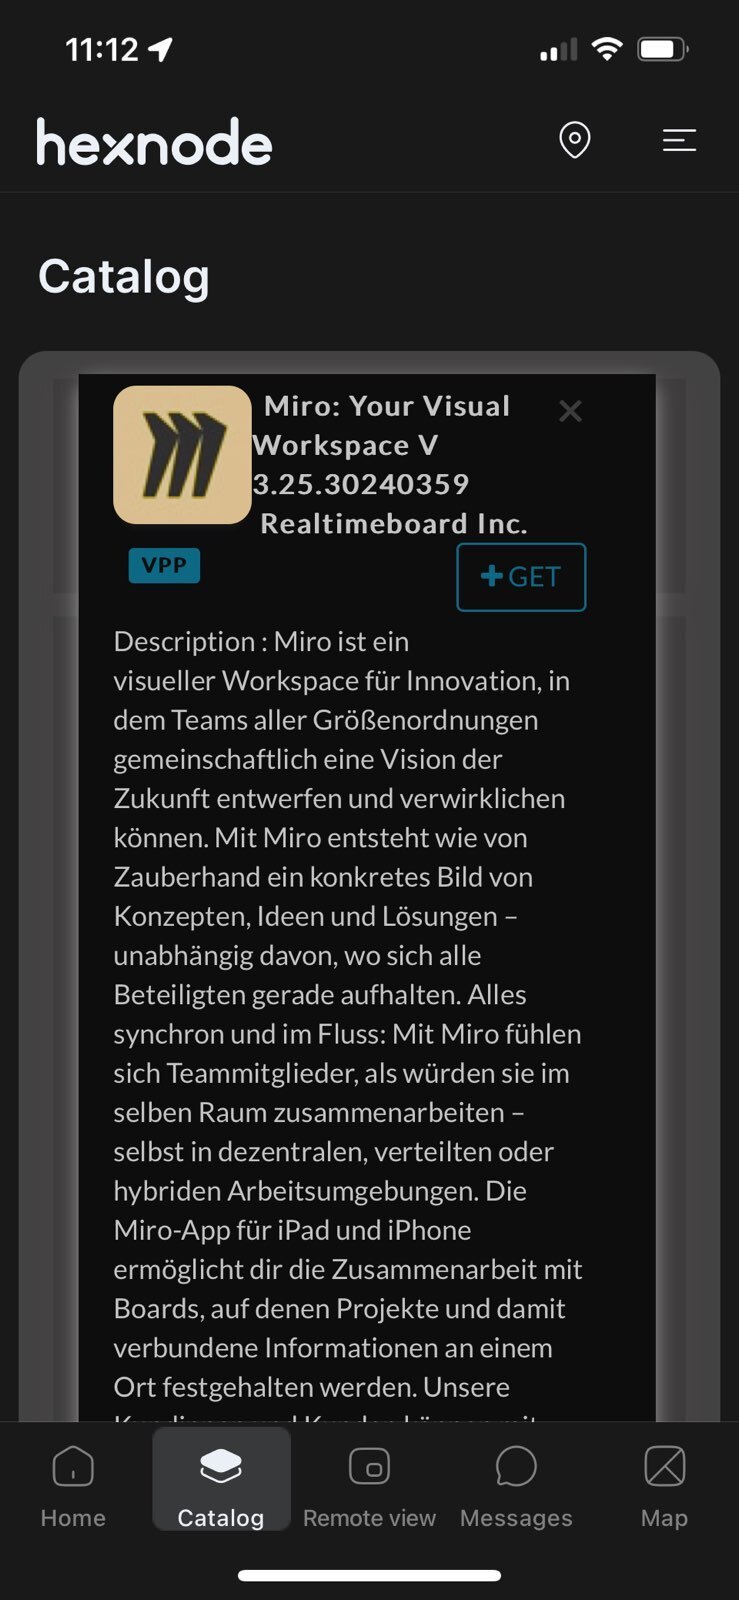 11:12
hexnode
Catalog
Miro: Your Visual
Workspace V
3.25.30240359
Realtimeboard Inc.
VPP
GET
Description : Miro ist ein
visueller Workspace für Innovation, in
dem Teams aller Größenordnungen
gemeinschaftlich eine Vision der
Zukunft entwerfen und verwirklichen
können. Mit Miro entsteht wie von
Zauberhand ein konkretes Bild von
Konzepten, Ideen und Lösungen –
unabhängig davon, wo sich alle
Beteiligten gerade aufhalten. Alles
synchron und im Fluss: Mit Miro fühlen
sich Teammitglieder, als würden sie im
selben Raum zusammenarbeiten –
selbst in dezentralen, verteilten oder
hybriden Arbeitsumgebungen. Die
Miro-App für iPad und iPhone
ermöglicht dir die Zusammenarbeit mit
Boards, auf denen Projekte und damit
verbundene Informationen an einem
Ort festgehalten werden. Unsere
Home
Catalog
Remote view
Messages
Map